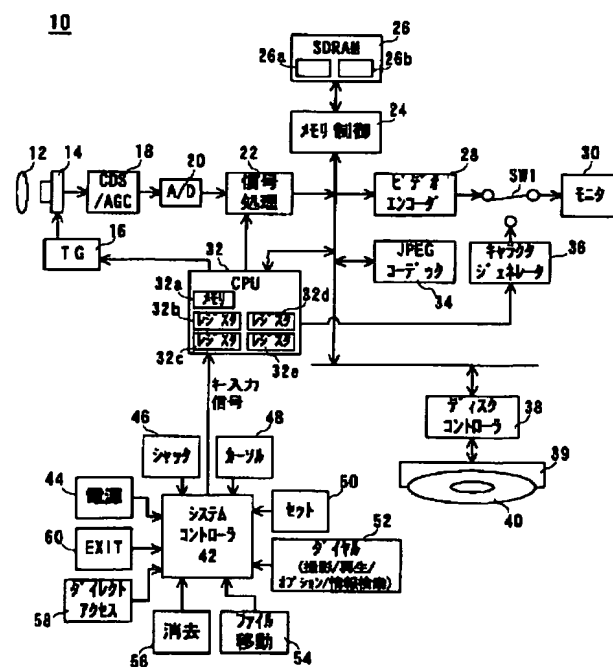 10
26
SDRAM
26a
26b
24
メモリ制御
12
14
18
CDS
/AGC
20
A/D
22
信号
処理
28
ビデオ
エンコーダ
SW1
30
モニタ
16
TG
32
CPU
32a
メモリ
32b
レジスタ
32d
レジスタ
32c
レジスタ
32e
レジスタ
JPEG
コーデック
34
キャラクタ
ジェネレータ
36
キー入力
信号
ディスク
コントローラ
38
39
40
46
シャッタ
48
カーソル
44
電源
システム
コントローラ
42
50
セット
60
EXIT
52
ダイヤル
(撮影/再生/
オプション/情報検索)
ダイレクト
アクセス
58
消去
56
ファイル
移動
54